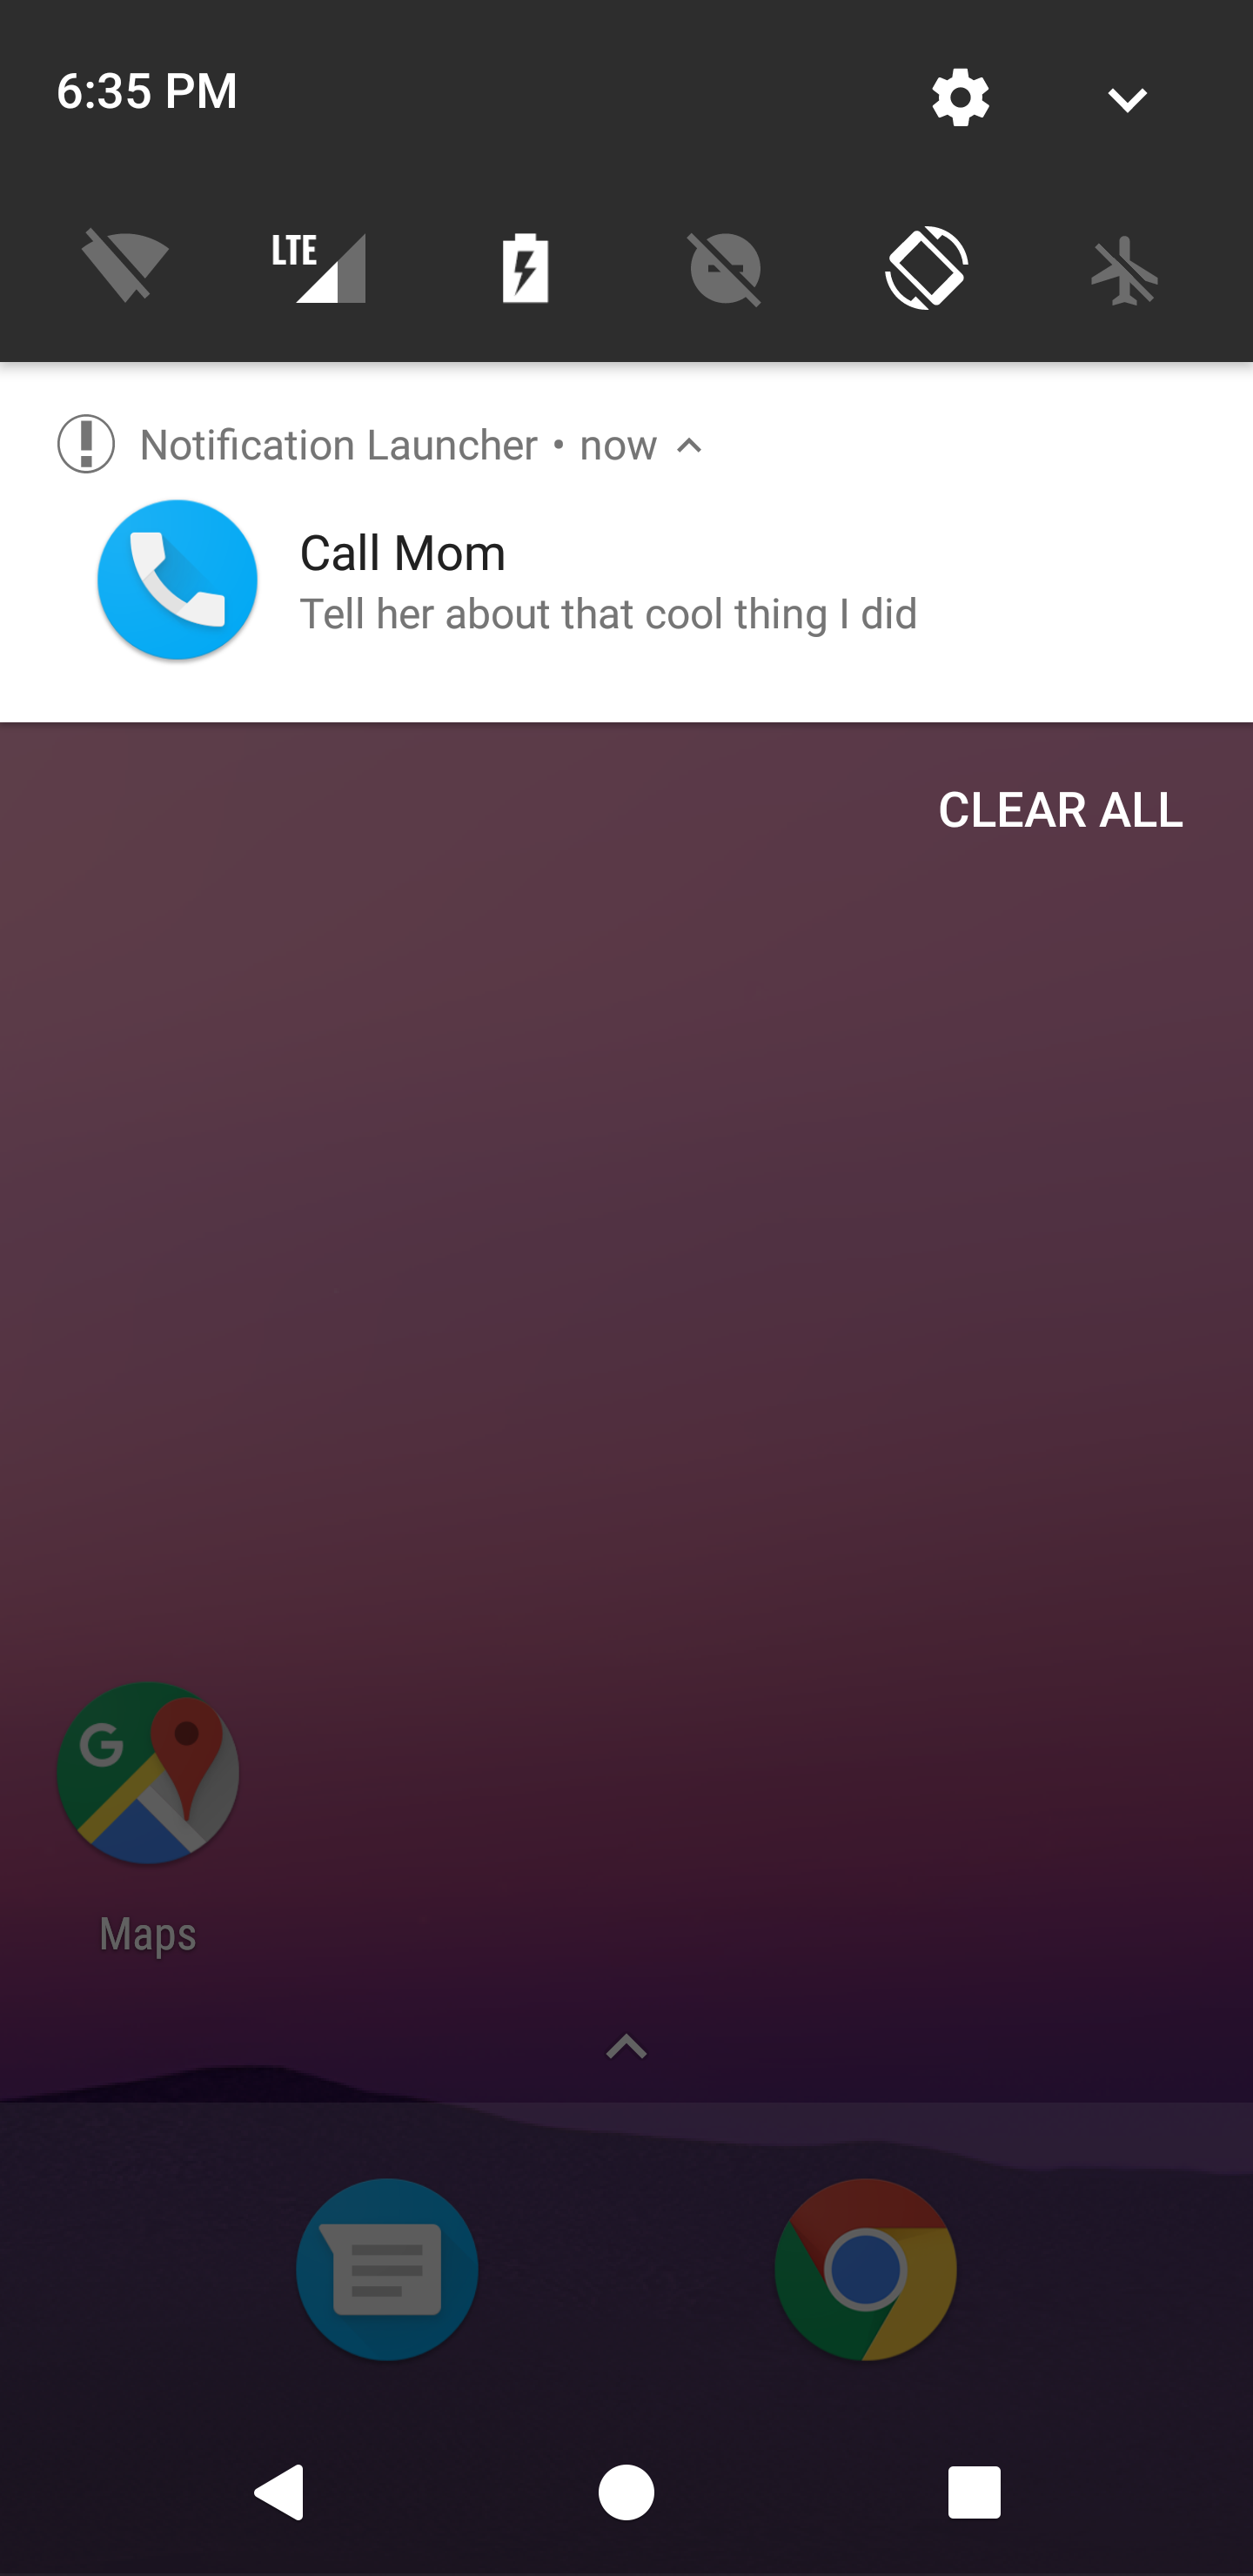 6:35 PM
LTE
Notification Launcher • now
Call Mom
Tell her about that cool thing I did
CLEAR ALL
G
Maps